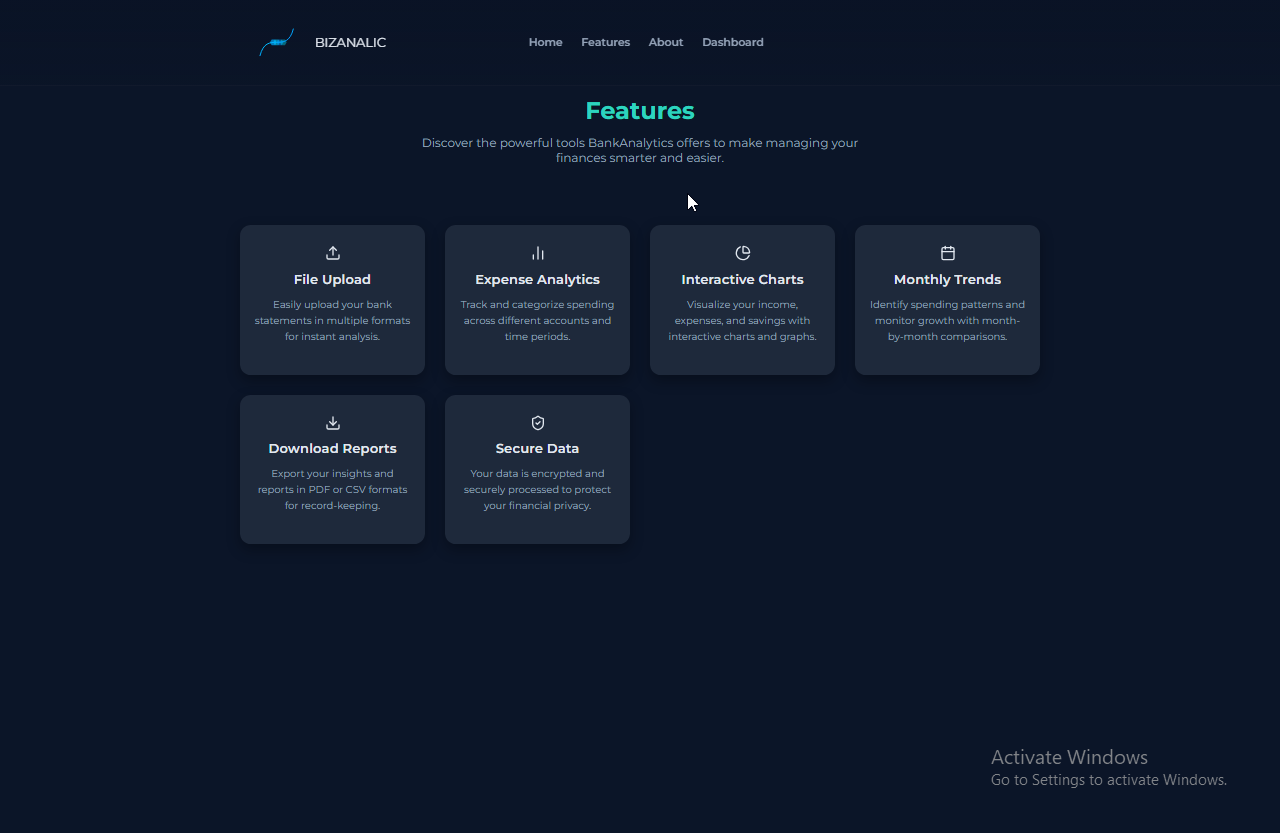 BIZANALIC
Home Features About Dashboard
Features
Discover the powerful tools BankAnalytics offers to make managing your
finances smarter and easier.
File Upload
Easily upload your bank
statements in multiple formats
for instant analysis.
Expense Analytics
Track and categorize spending
across different accounts and
time periods.
Interactive Charts
Visualize your income,
expenses, and savings with
interactive charts and graphs.
Monthly Trends
Identify spending patterns and
monitor growth with month-
by-month comparisons.
Download Reports
Export your insights and
reports in PDF or CSV formats
for record-keeping.
Secure Data
Your data is encrypted and
securely processed to protect
your financial privacy.
Activate Windows
Go to Settings to activate Windows.